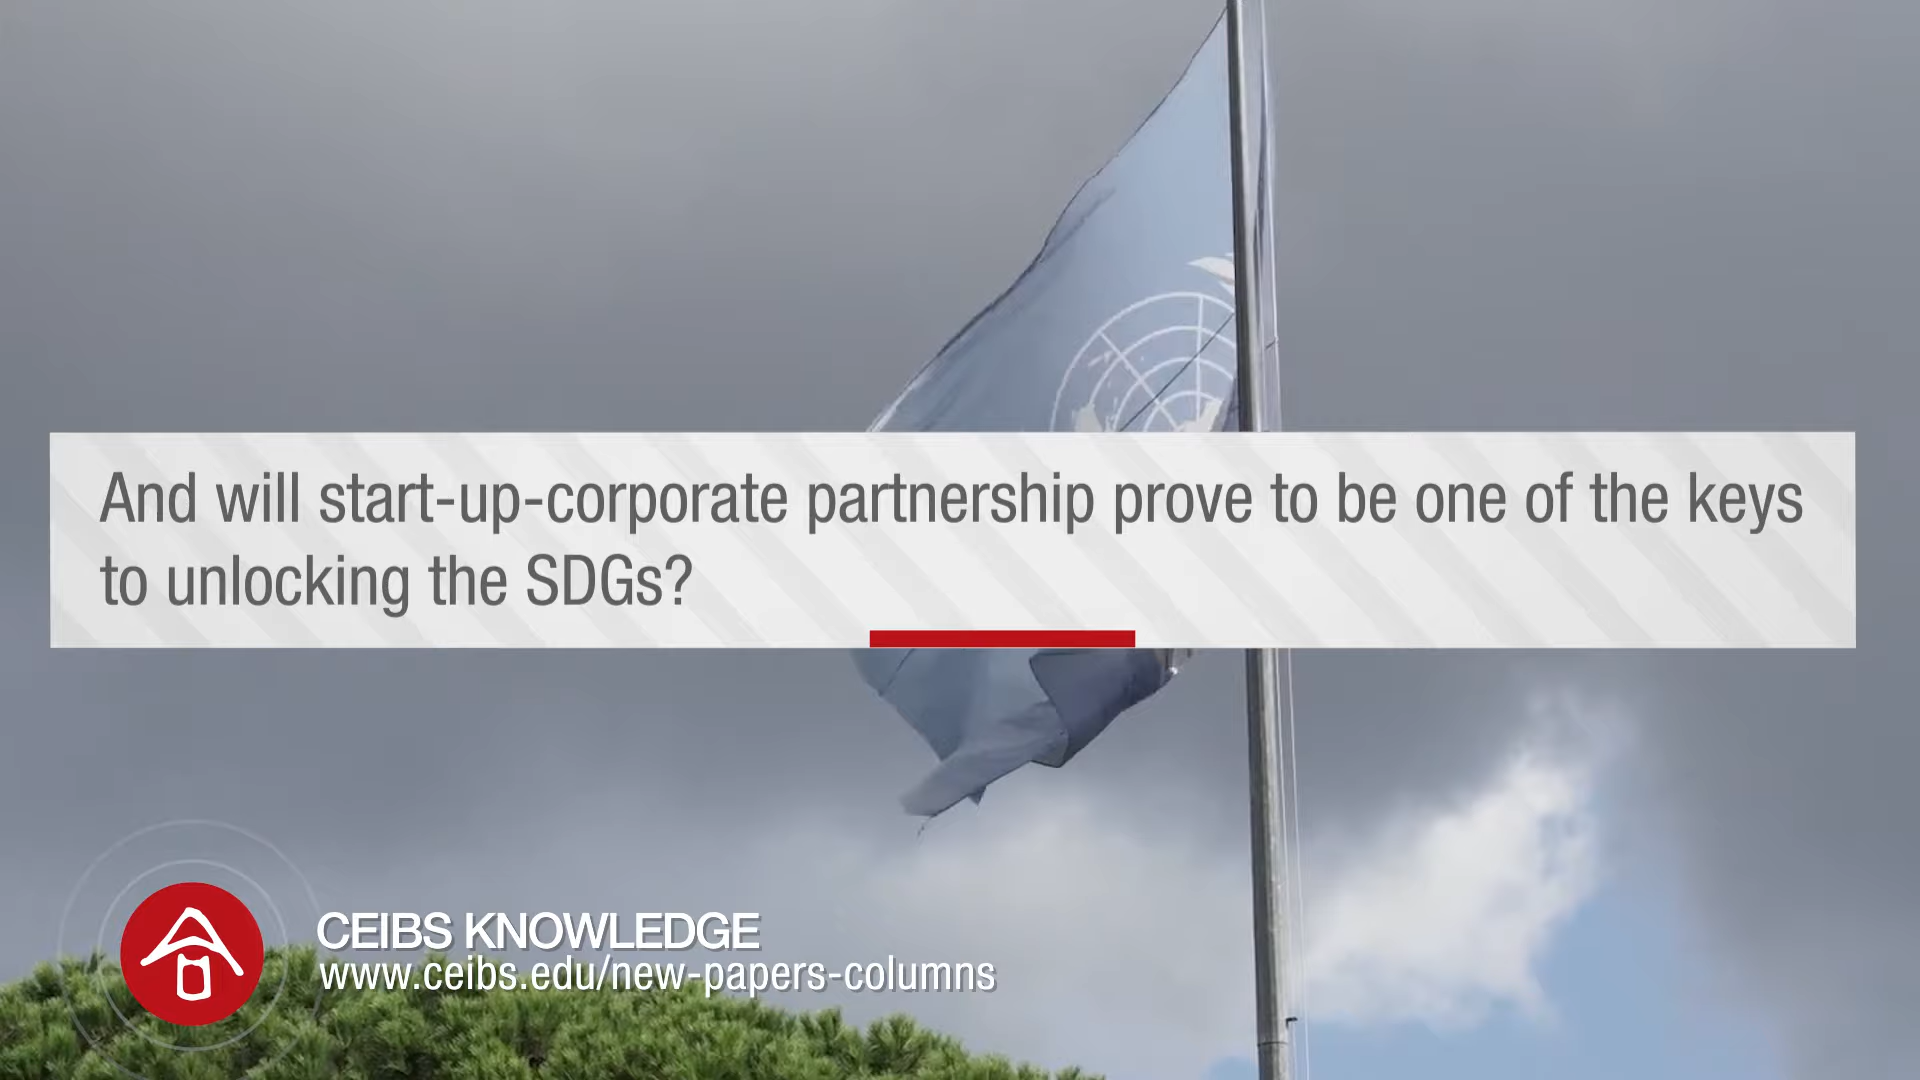 And will start-up-corporate partnership prove to be one of the keys
to unlocking the SDGs?
CEIBS KNOWLEDGE
www.ceibs.edu/new-papers-columns